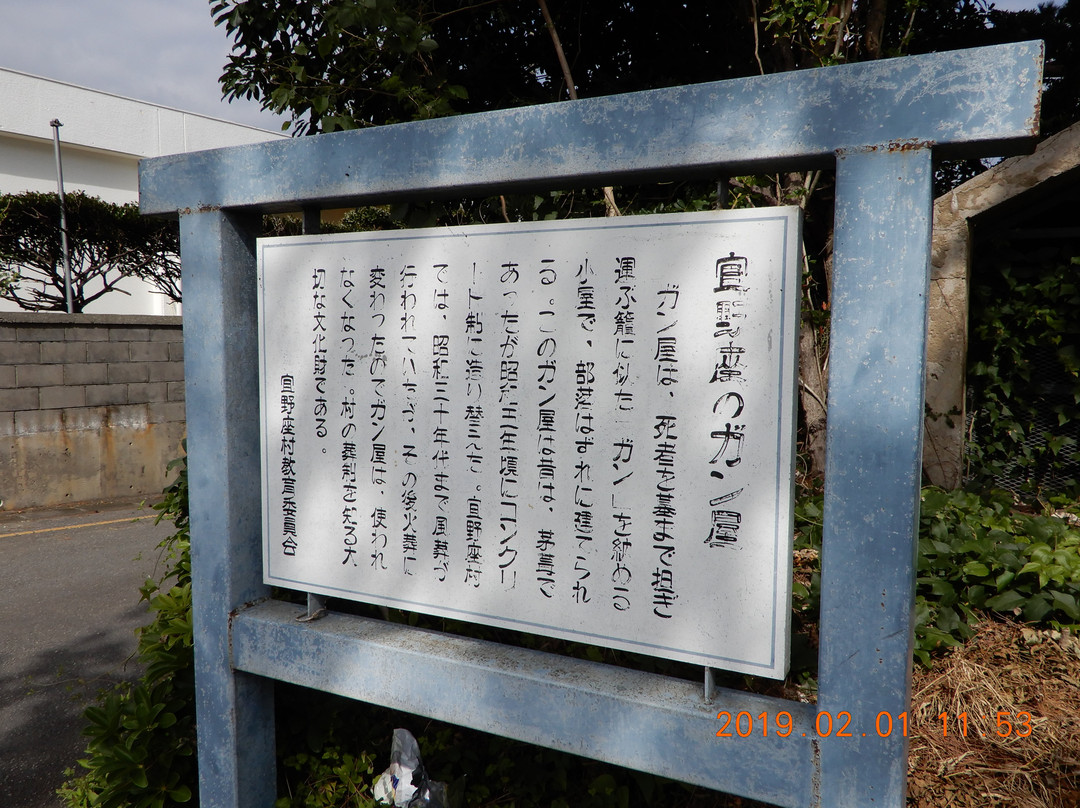 宜野座のガン屋
ガン屋は、死者を墓まで担ぎ
運ぶ籠に似た「ガン」を納める
小屋で、部落はずれに建てられ
る。このガン屋は昔は、茅葺で
あったが昭和三年頃にコンクリ
ート制に造り替えた。宜野座村
では、昭和三十年代まで風葬が
行われていたが、その後火葬に
変わったのでガン屋は、使われ
なくなった。村の葬制を知る大
切な文化財である。
宜野座村教育委員会
2019.02.01 11:53